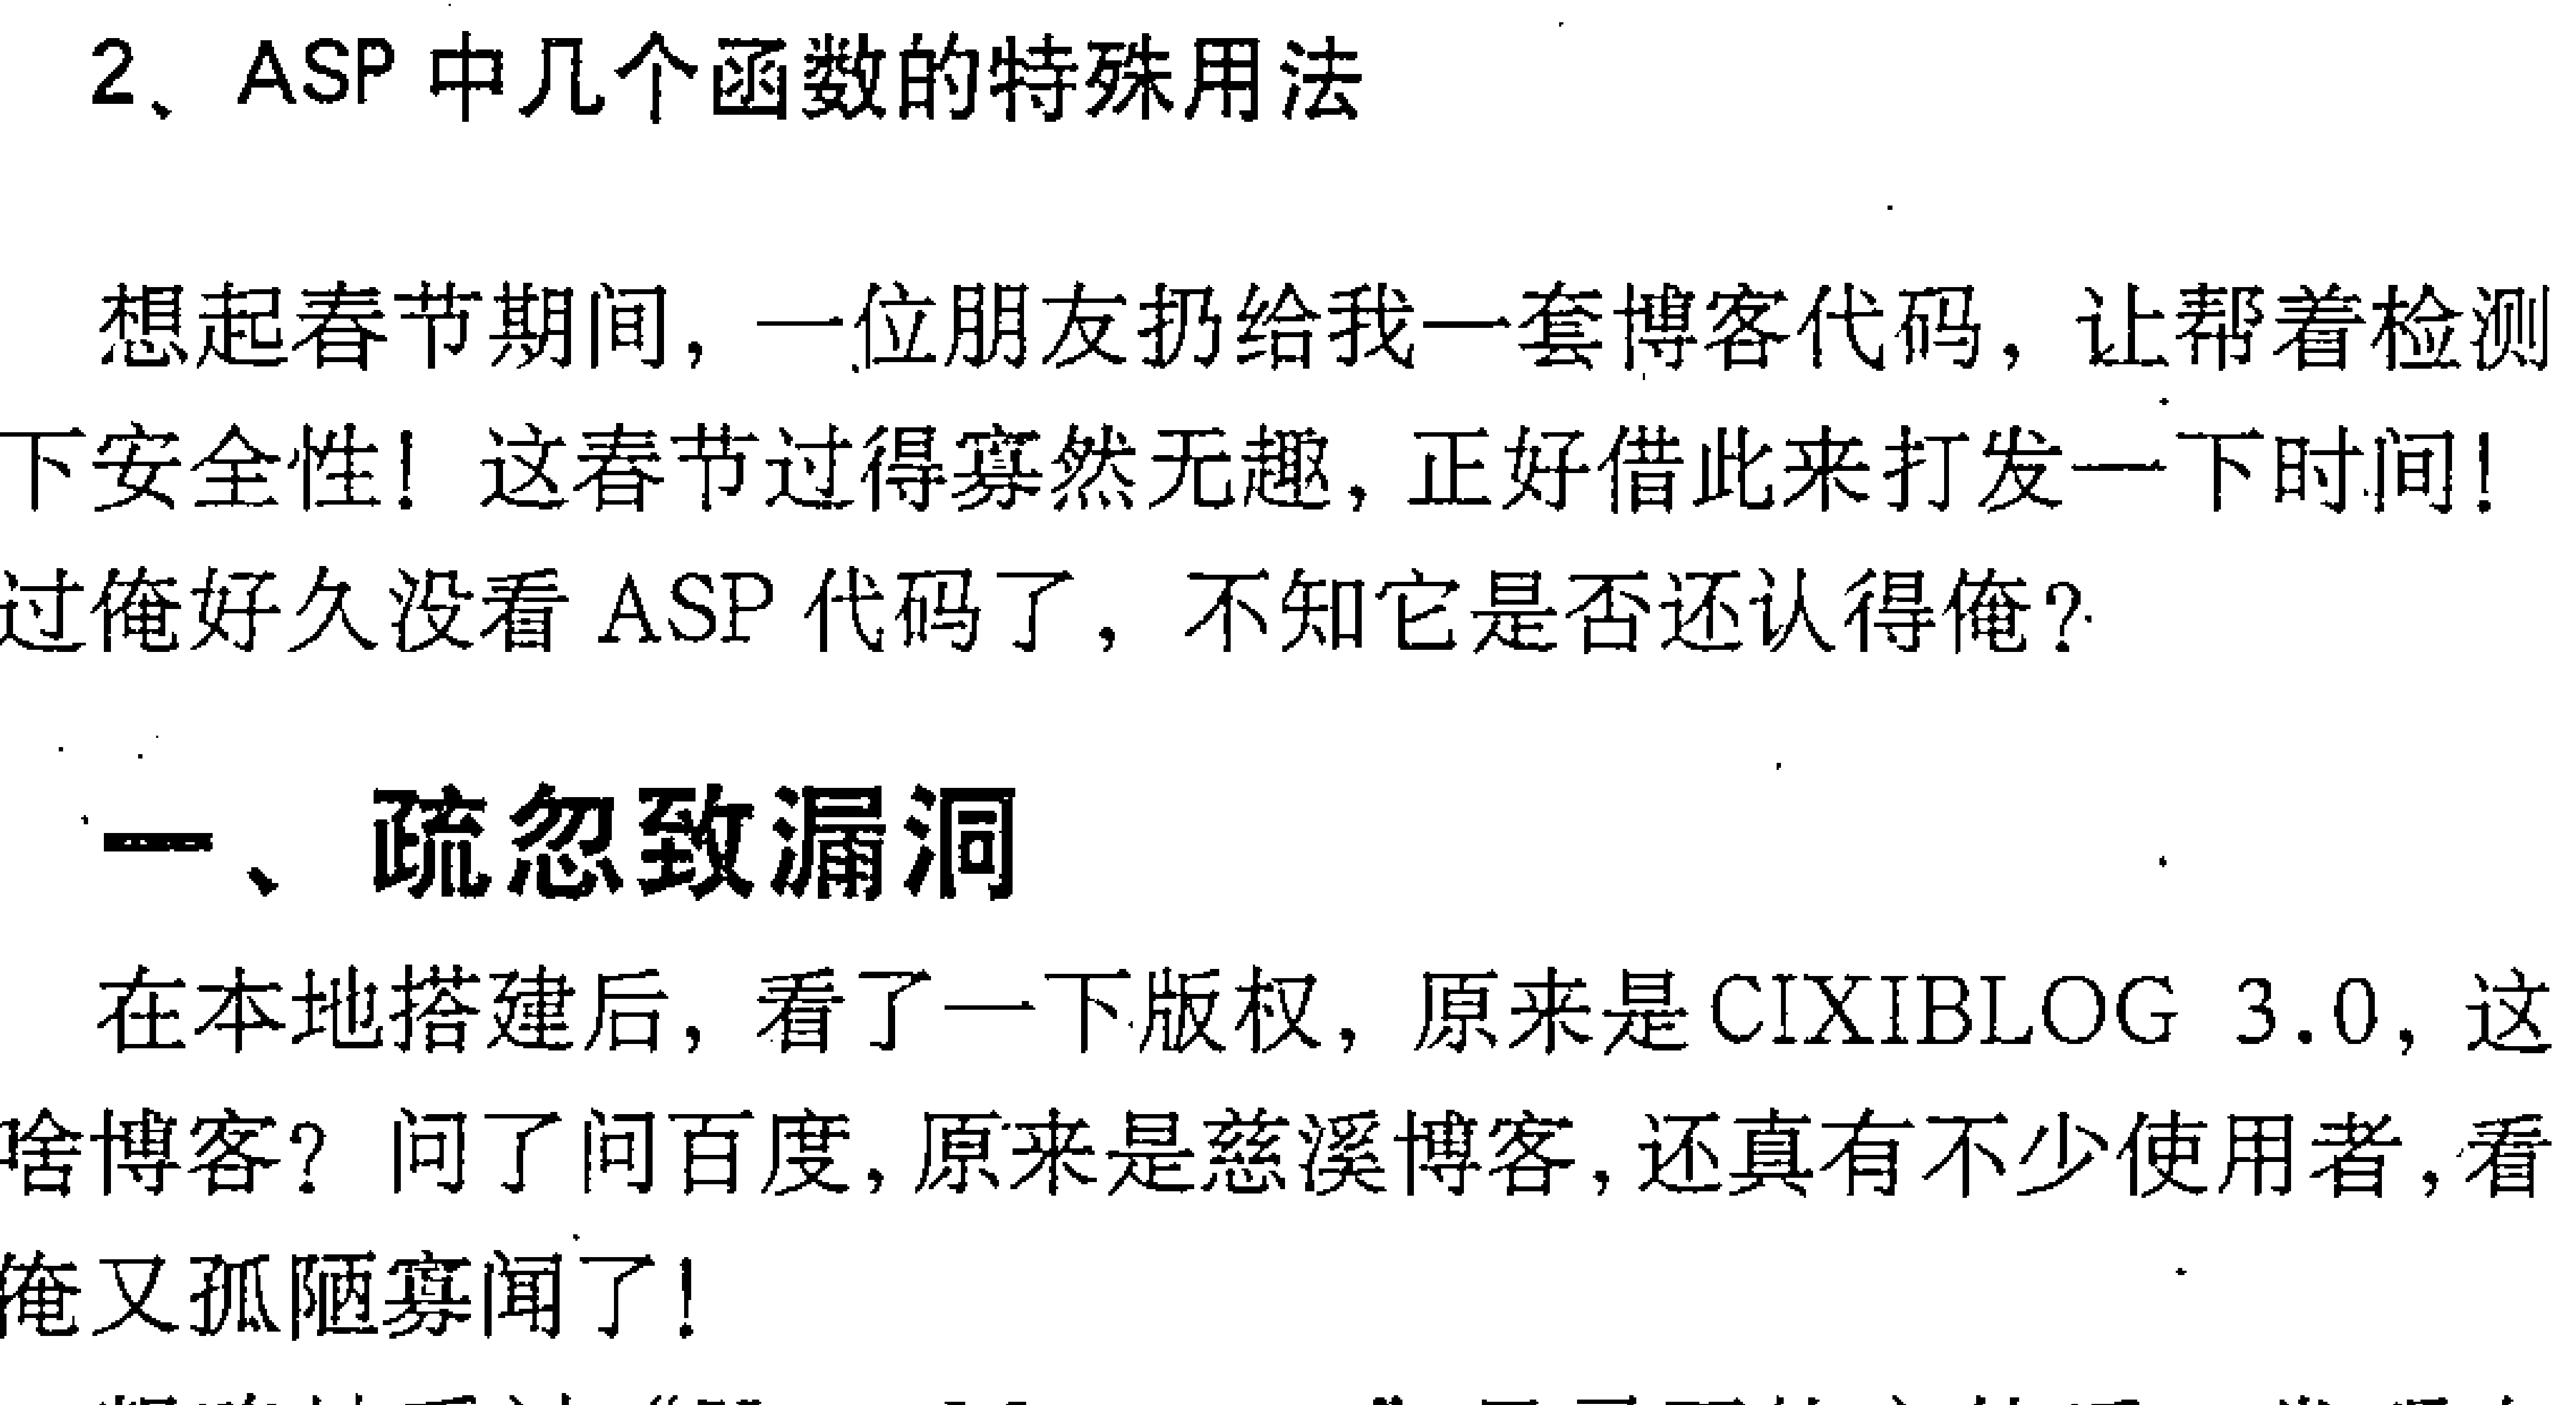 2、ASP 中几个函数的特殊用法
想起春节期间，一位朋友扔给我一套博客代码，让帮着检测
下安全性！这春节过得寡然无趣，正好借此来打发一下时间！
过俺好久没看 ASP 代码了，不知它是否还认得俺？
一、疏忽致漏洞
在本地搭建后，看了一下版权，原来是CIXIBLOG 3.0，这
啥博客？问了问百度，原来是慈溪博客，还真有不少使用者，看
俺又孤陋寡闻了！